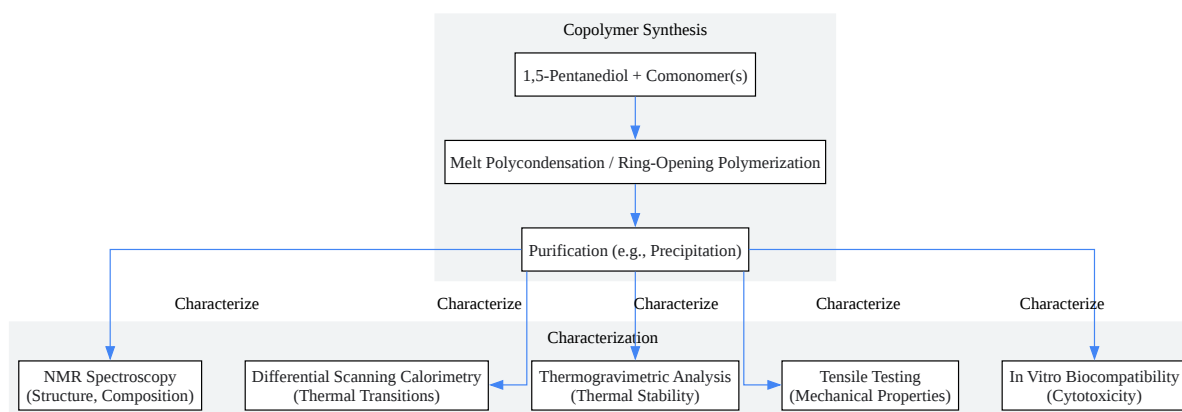 Copolymer Synthesis
1,5-Pentanediol + Comonomer(s)
Melt Polycondensation / Ring-Opening Polymerization
Purification (e.g., Precipitation)
Characterize
Characterize
Characterize
Characterize
Characterize
Characterization
NMR Spectroscopy
(Structure, Composition)
Differential Scanning Calorimetry
(Thermal Transitions)
Thermogravimetric Analysis
(Thermal Stability)
Tensile Testing
(Mechanical Properties)
In Vitro Biocompatibility
(Cytotoxicity)